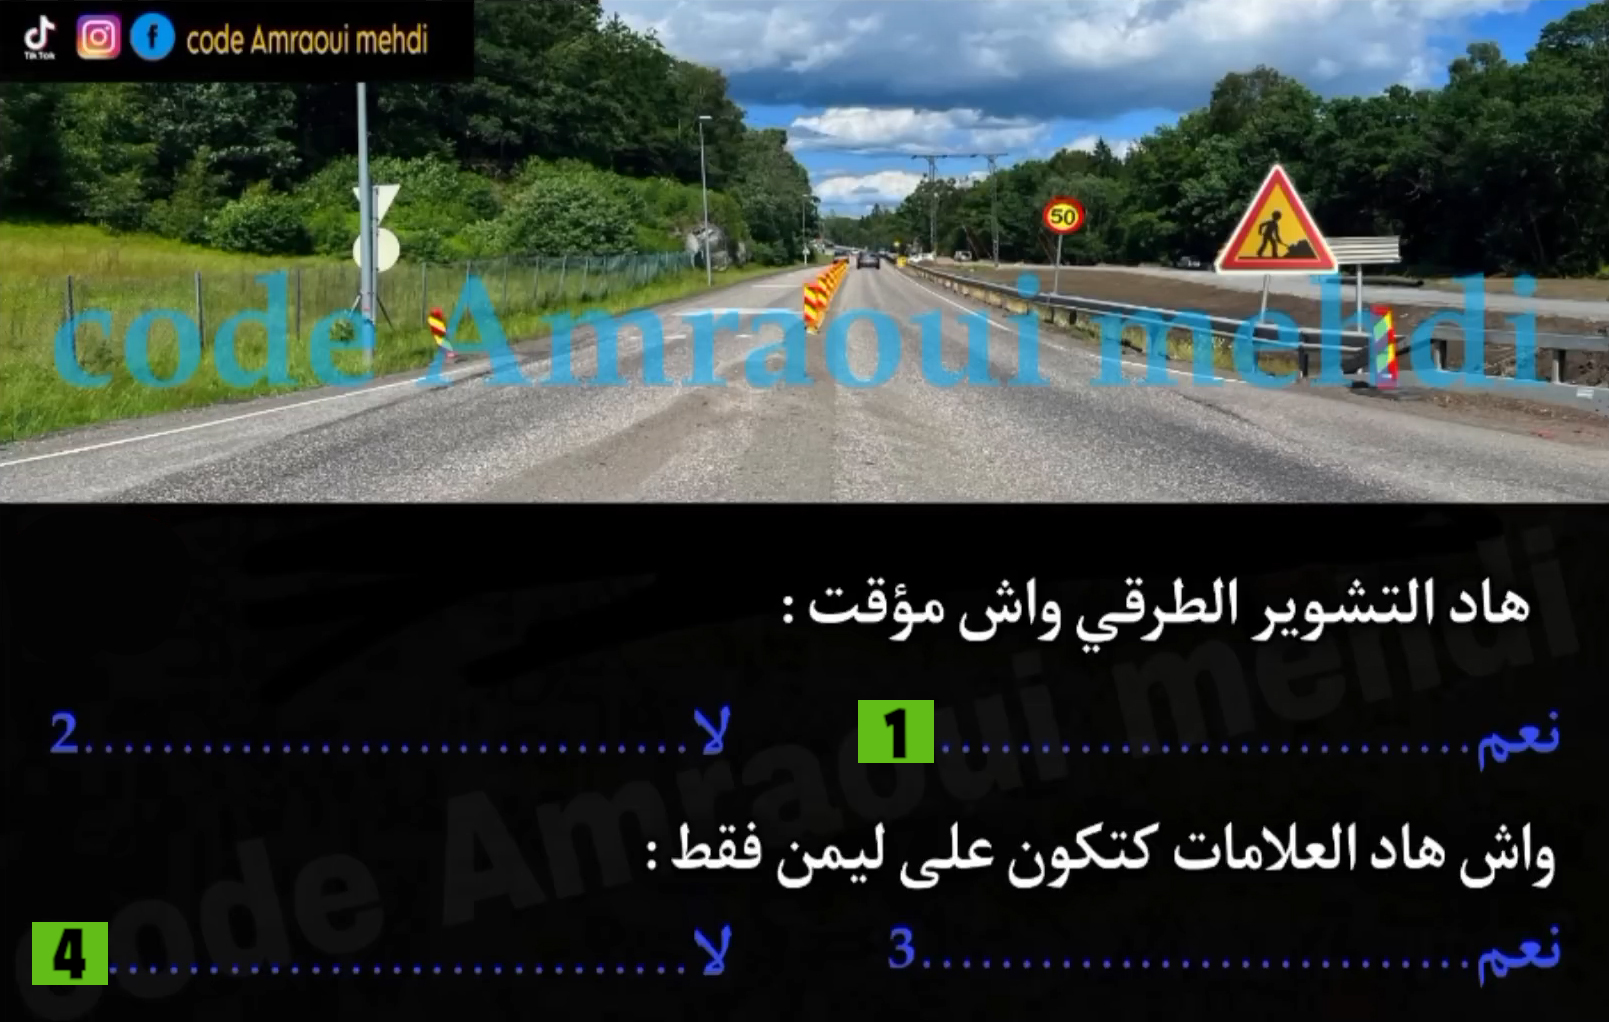 TikTok
code Amraoui mehdi
50
code Amraoui mehdi
هاد التشوير الطرقي واش مؤقت :
نعم............................1 لا................................2
واش هاد العلامات كتكون على ليمن فقط :
نعم............................3 لا................................4
code Amraoui mehdi